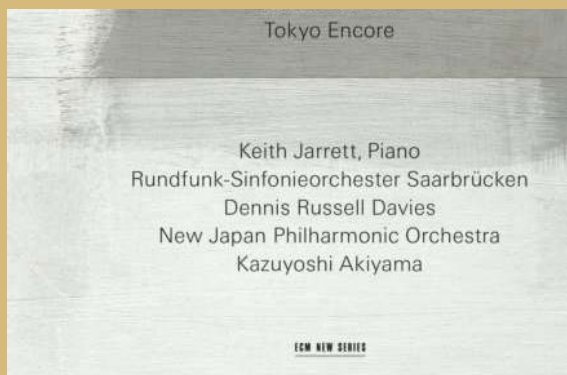 Tokyo Encore
Keith Jarrett, Piano
Rundfunk-Sinfonieorchester Saarbrücken
Dennis Russell Davies
New Japan Philharmonic Orchestra
Kazuyoshi Akiyama
ECM NEW SERIES